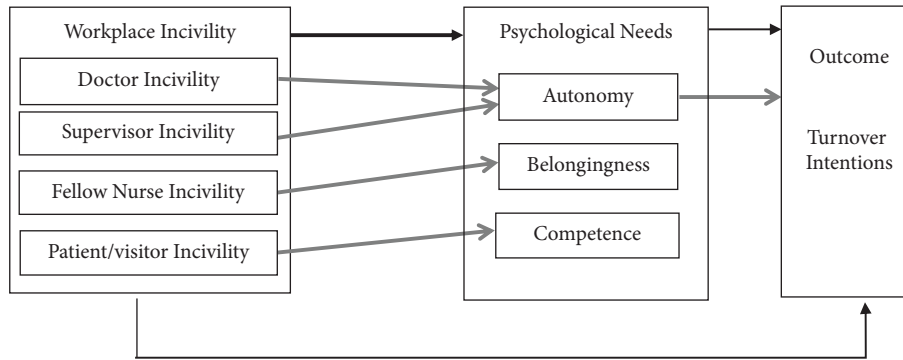 Workplace Incivility
Doctor Incivility
Supervisor Incivility
Fellow Nurse Incivility
Patient/visitor Incivility
Psychological Needs
Autonomy
Belongingness
Competence
Outcome
Turnover
Intentions